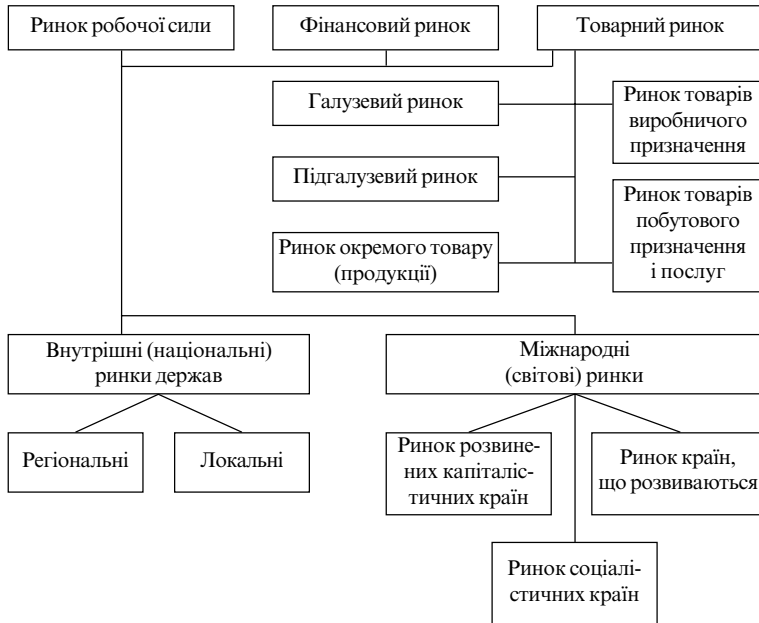 Ринок робочої сили
Фінансовий ринок
Товарний ринок
Галузевий ринок
Ринок товарів
виробничого
призначення
Підгалузевий ринок
Ринок товарів
побутового
призначення
і послуг
Ринок окремого товару
(продукції)
Внутрішні (національні)
ринки держав
Міжнародні
(світові) ринки
Регіональні
Локальні
Ринок розвине-
них капіталіс-
тичних країн
Ринок країн,
що розвиваються
Ринок соціалі-
стичних країн